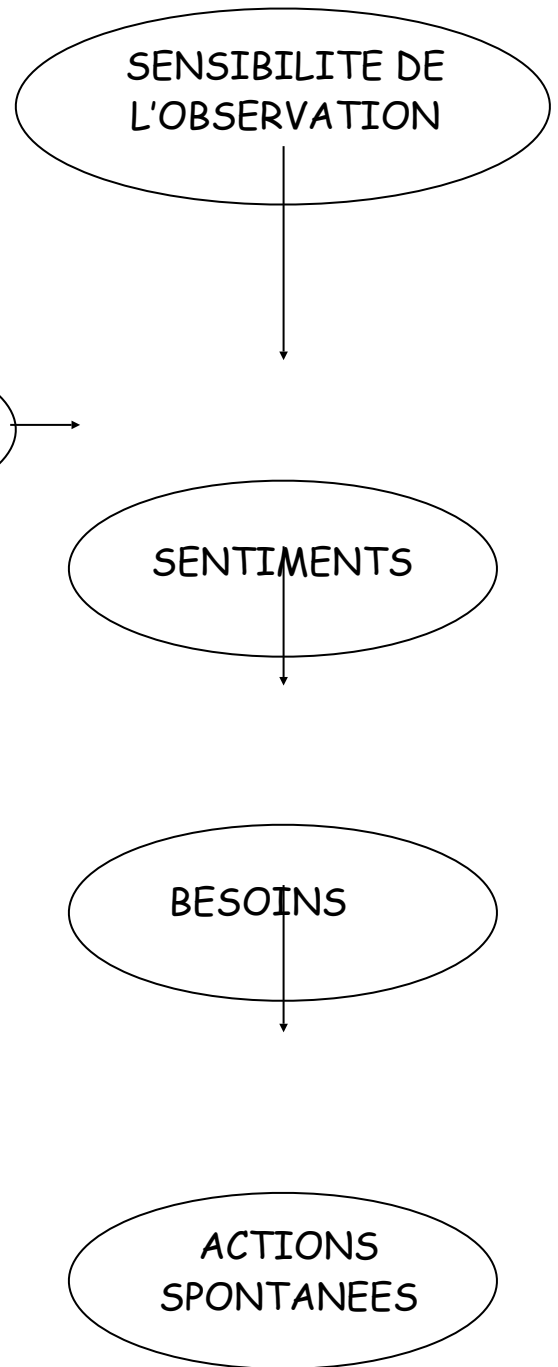 SENSIBILITE DE
L'OBSERVATION
SENTIMENTS
BESOINS
ACTIONS
SPONTANEES